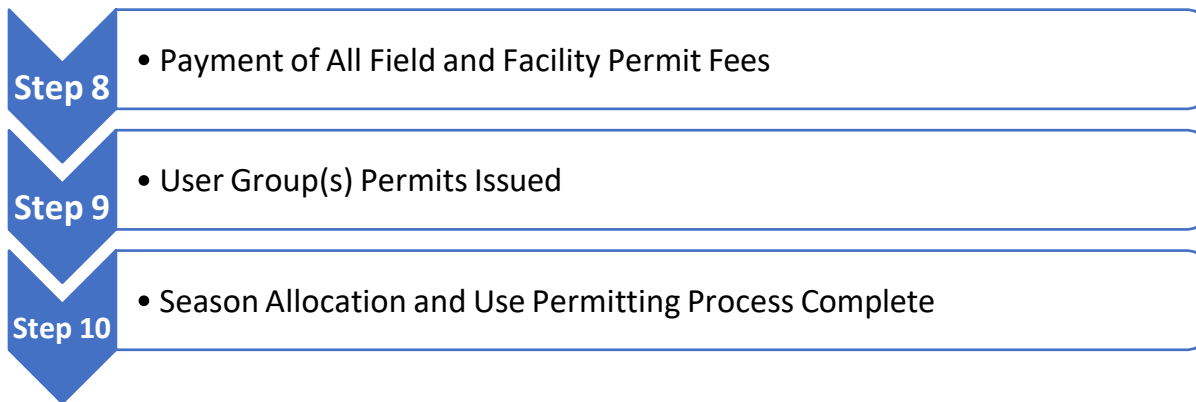 Step 8
• Payment of All Field and Facility Permit Fees
Step 9
• User Group(s) Permits Issued
Step 10
• Season Allocation and Use Permitting Process Complete